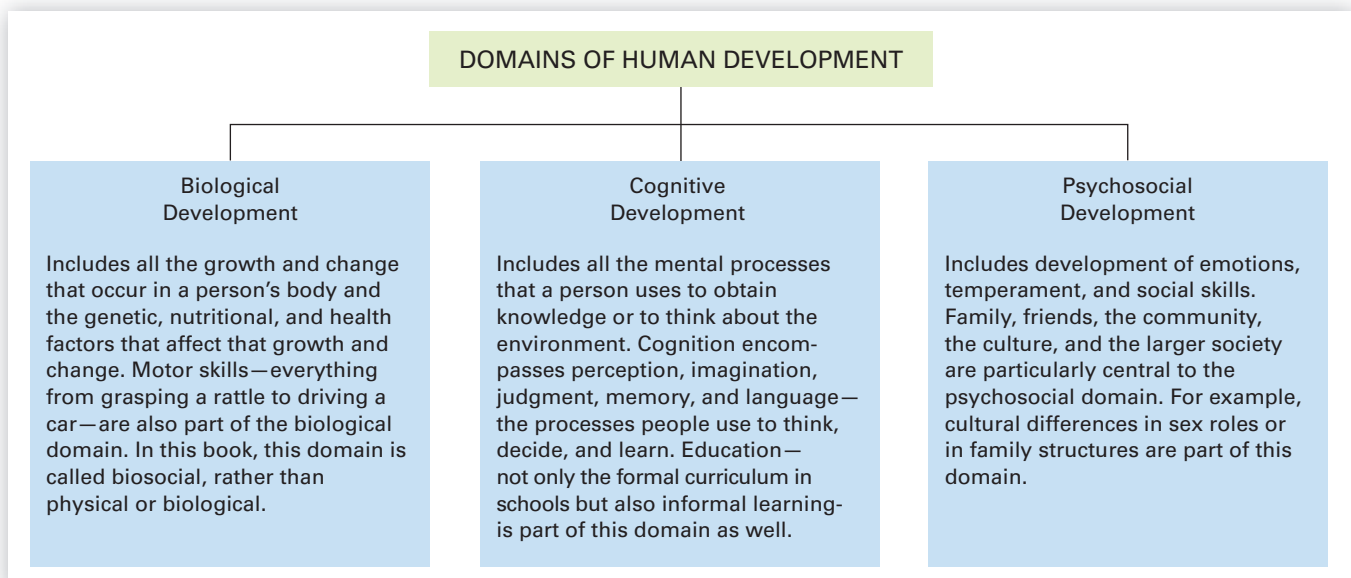 DOMAINS OF HUMAN DEVELOPMENT
Biological
Development
Includes all the growth and change
that occur in a person’s body and
the genetic, nutritional, and health
factors that affect that growth and
change. Motor skills—everything
from grasping a rattle to driving a
car—are also part of the biological
domain. In this book, this domain is
called biosocial, rather than
physical or biological.
Cognitive
Development
Includes all the mental processes
that a person uses to obtain
knowledge or to think about the
environment. Cognition encom-
passes perception, imagination,
judgment, memory, and language—
the processes people use to think,
decide, and learn. Education—
not only the formal curriculum in
schools but also informal learning-
is part of this domain as well.
Psychosocial
Development
Includes development of emotions,
temperament, and social skills.
Family, friends, the community,
the culture, and the larger society
are particularly central to the
psychosocial domain. For example,
cultural differences in sex roles or
in family structures are part of this
domain.